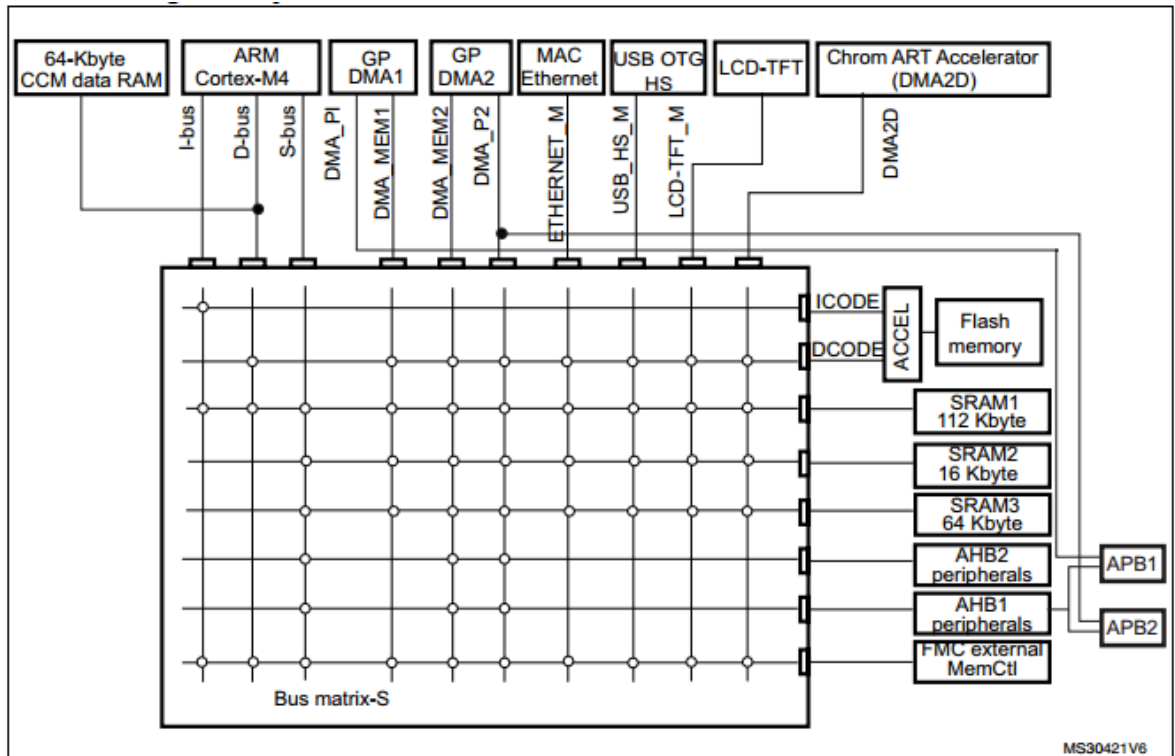 64-Kbyte
CCM data RAM
ARM
Cortex-M4
GP
DMA1
GP
DMA2
MAC
Ethernet
USB OTG
HS
LCD-TFT
Chrom ART Accelerator
(DMA2D)
I-bus
D-bus
S-bus
DMA_PI
DMA_MEM1
DMA_MEM2
DMA_P2
ETHERNET_M
USB_HS_M
LCD-TFT_M
DMA2D
ICODE
DCODE
ACCEL
Flash
memory
SRAM1
112 Kbyte
SRAM2
16 Kbyte
SRAM3
64 Kbyte
AHB2
peripherals
AHB1
peripherals
FMC external
MemCtl
APB1
APB2
Bus matrix-S
MS30421V6